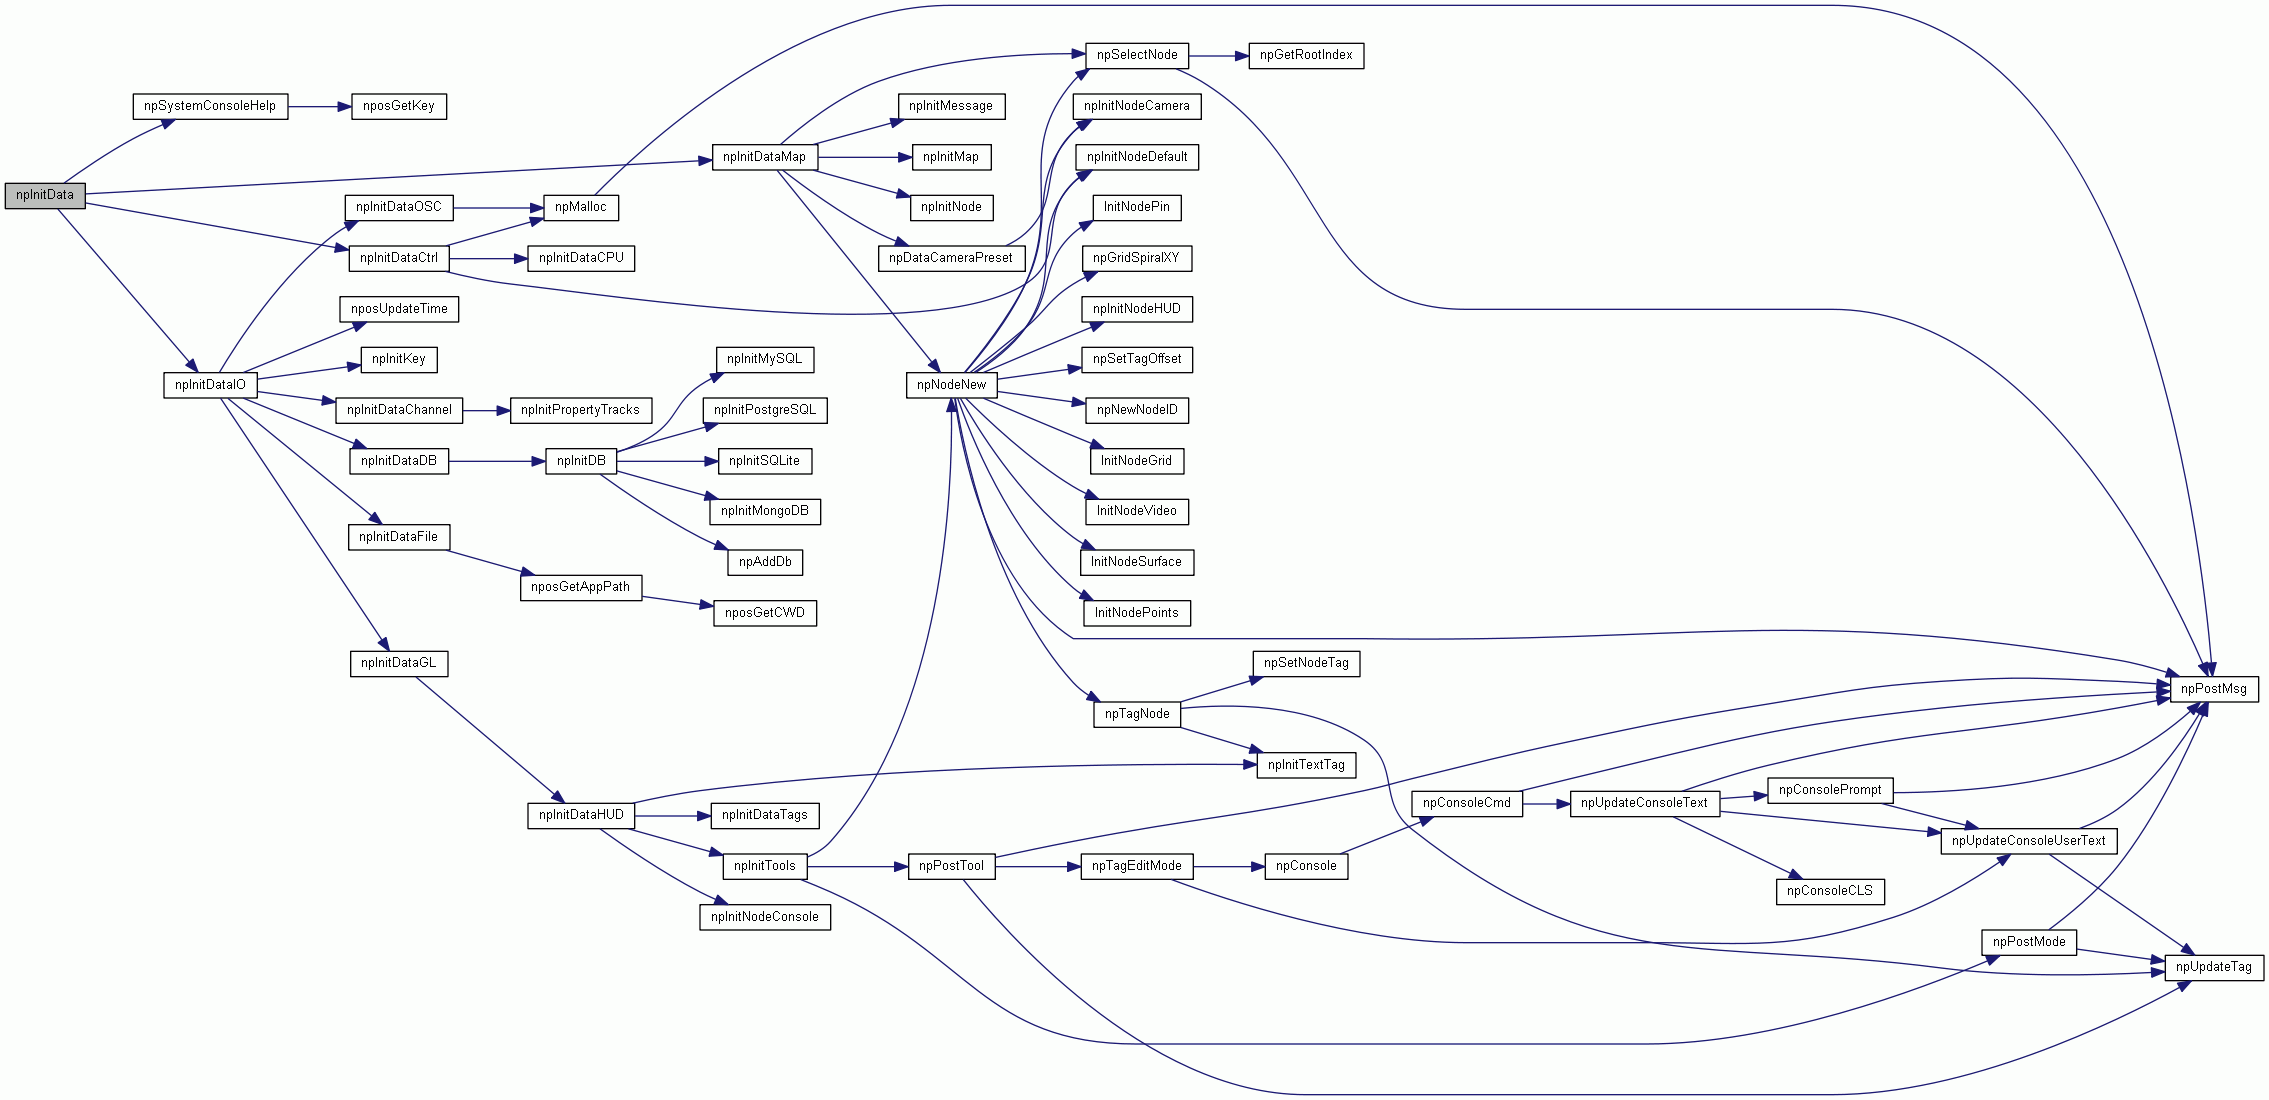 npInitData
npSystemConsoleHelp
nposGetKey
npInitDataOSC
npInitDataCtrl
npMalloc
npInitDataCPU
npInitDataIO
nposUpdateTime
npInitKey
npInitDataChannel
npInitPropertyTracks
npInitDataDB
npInitDB
npInitMySQL
npInitPostgreSQL
npInitSQLite
npInitMongoDB
npAddDb
npInitDataFile
nposGetAppPath
nposGetCWD
npInitDataGL
npInitDataHUD
npInitDataTags
npInitTools
npInitNodeConsole
npInitDataMap
npInitMessage
npInitMap
npInitNode
npDataCameraPreset
npNodeNew
npSelectNode
npGetRootIndex
npInitNodeCamera
npInitNodeDefault
InitNodePin
npGridSpiralXY
npInitNodeHUD
npSetTagOffset
npNewNodeID
InitNodeGrid
InitNodeVideo
InitNodeSurface
InitNodePoints
npTagNode
npSetNodeTag
npInitTextTag
npPostTool
npTagEditMode
npConsole
npConsoleCmd
npUpdateConsoleText
npConsolePrompt
npUpdateConsoleUserText
npConsoleCLS
npPostMode
npPostMsg
npUpdateTag